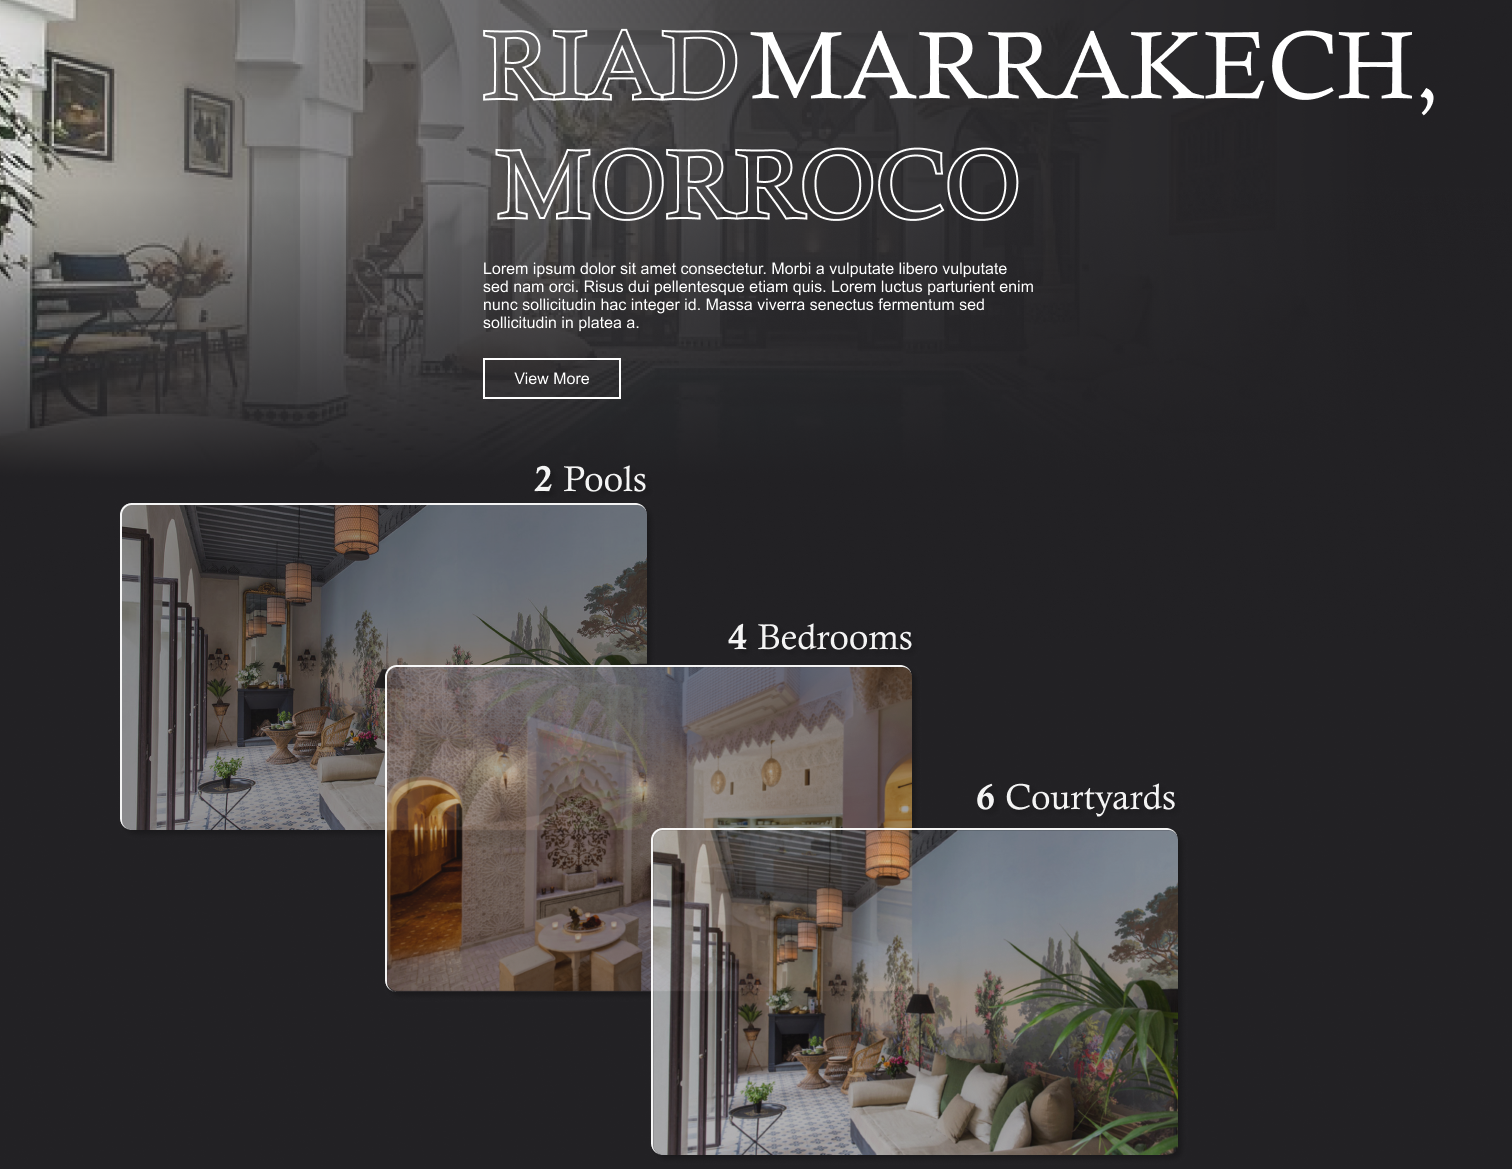 RIAD MARRAKECH,
MORROCO
Lorem ipsum dolor sit amet consectetur. Morbi a vulputate libero vulputate
sed nam orci. Risus dui pellentesque etiam quis. Lorem luctus parturient enim
nunc sollicitudin hac integer id. Massa viverra senectus fermentum sed
sollicitudin in platea a.
View More
2 Pools
4 Bedrooms
6 Courtyards